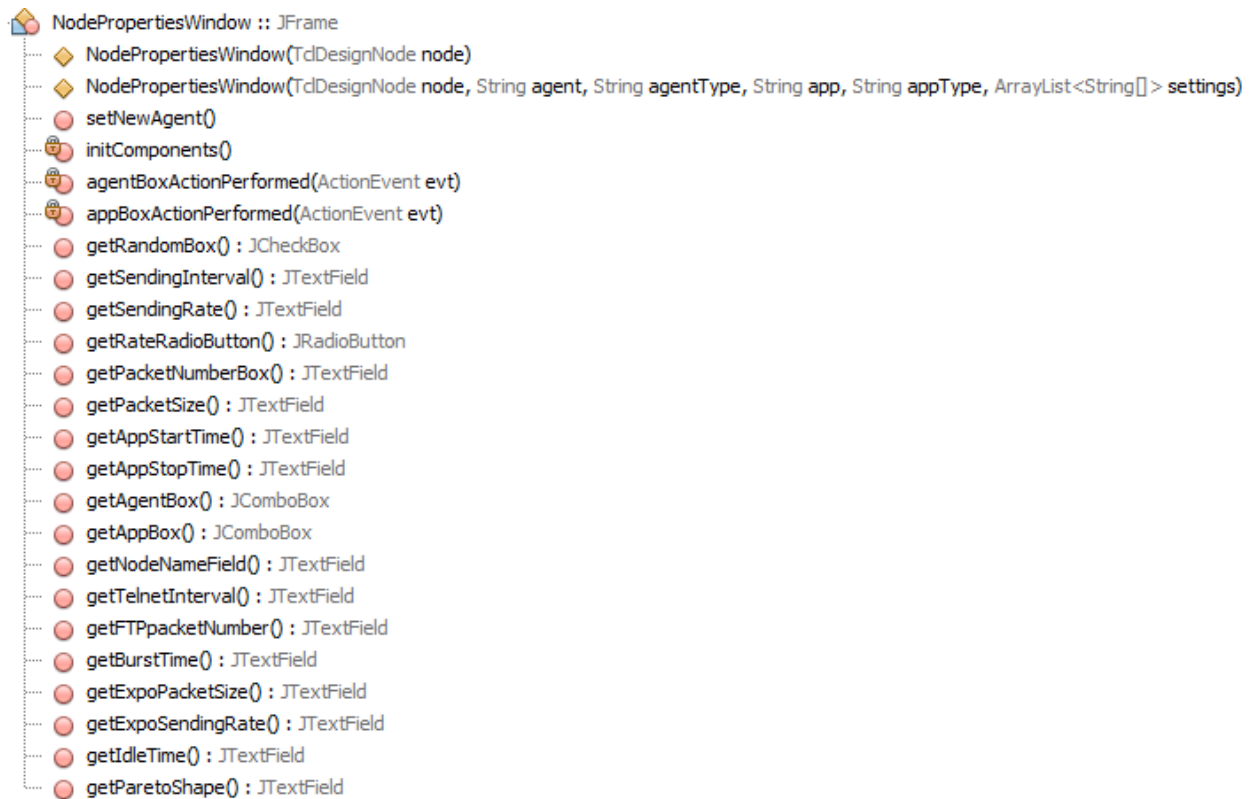 NodePropertiesWindow :: JFrame
NodePropertiesWindow(TclDesignNode node)
NodePropertiesWindow(TclDesignNode node, String agent, String agentType, String app, String appType, ArrayList<String[]> settings)
setNewAgent()
initComponents()
agentBoxActionPerformed(ActionEvent evt)
appBoxActionPerformed(ActionEvent evt)
getRandomBox() : JCheckBox
getSendingInterval() : JTextField
getSendingRate() : JTextField
getRateRadioButton() : JRadioButton
getPacketNumberBox() : JTextField
getPacketSize() : JTextField
getAppStartTime() : JTextField
getAppStopTime() : JTextField
getAgentBox() : JComboBox
getAppBox() : JComboBox
getNodeNameField() : JTextField
getTelnetInterval() : JTextField
getFTPpacketNumber() : JTextField
getBurstTime() : JTextField
getExpoPacketSize() : JTextField
getExpoSendingRate() : JTextField
getIdleTime() : JTextField
getParetoShape() : JTextField